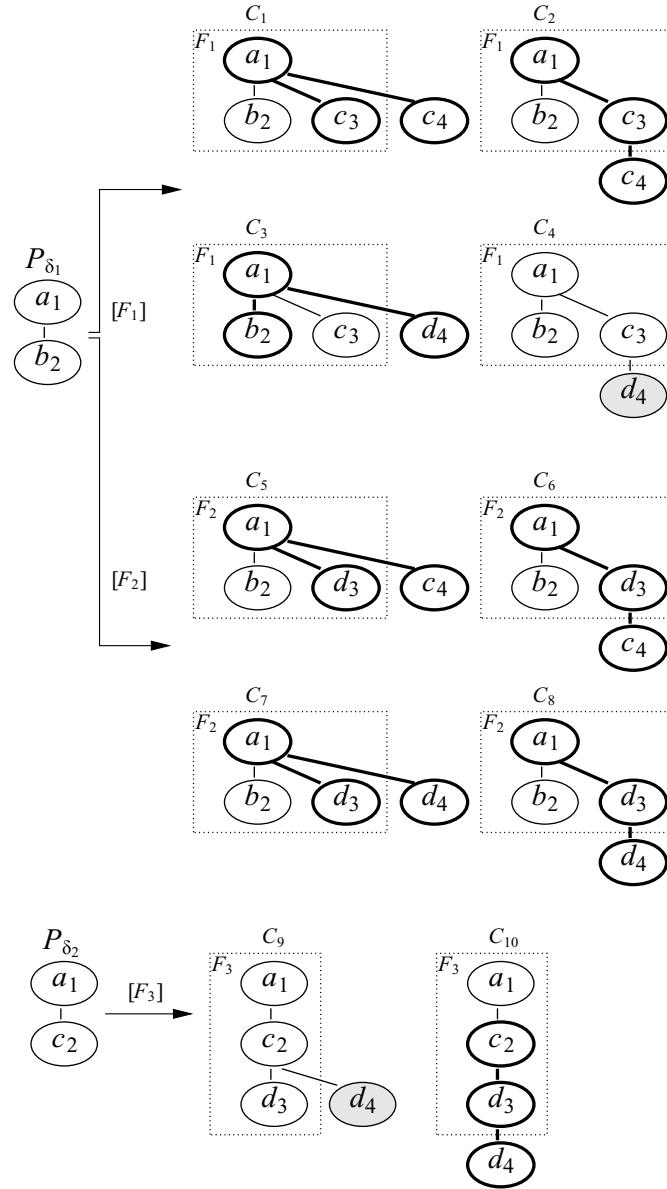 C1 C2
F1 a1 F1 a1
b2 c3 c4 b2 c3
c4
C3 C4
Pδ1 F1 a1 F1 a1
a1 [F1] b2 c3 d4 b2 c3
b2 d4
C5 C6
F2 a1 F2 a1
[F2] b2 d3 c4 b2 d3
c4
C7 C8
F2 a1 F2 a1
b2 d3 d4 b2 d3
d4
Pδ2 C9 C10
a1 [F3] F3 a1 F3 a1
c2 c2 c2
d3 d4 d3
d4